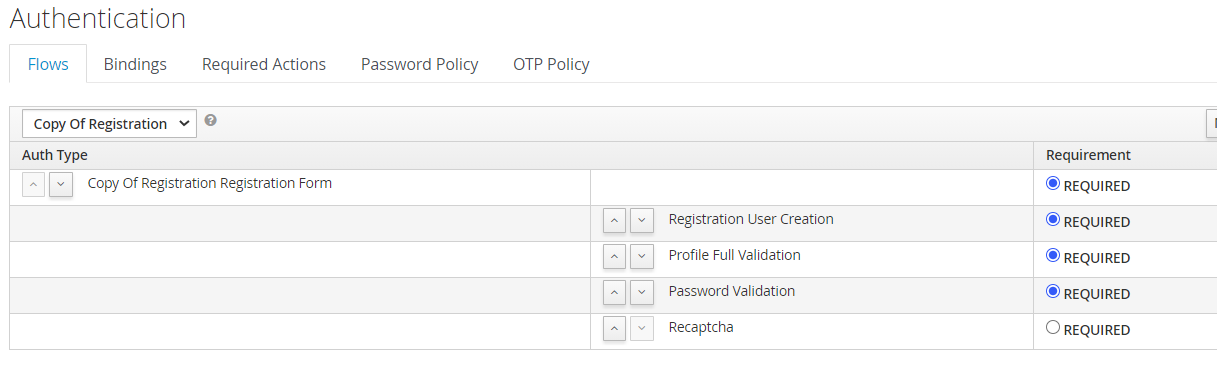 Authentication
Flows Bindings Required Actions Password Policy OTP Policy
Copy Of Registration
Auth Type Requirement
Copy Of Registration Registration Form REQUIRED
Registration User Creation REQUIRED
Profile Full Validation REQUIRED
Password Validation REQUIRED
Recaptcha REQUIRED